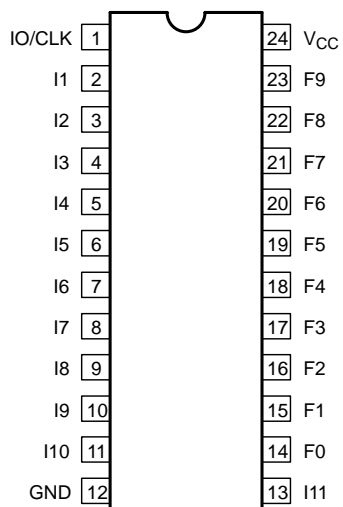 IO/CLK 1 24 VCC
I1 2 23 F9
I2 3 22 F8
I3 4 21 F7
I4 5 20 F6
I5 6 19 F5
I6 7 18 F4
I7 8 17 F3
I8 9 16 F2
I9 10 15 F1
I10 11 14 F0
GND 12 13 I11